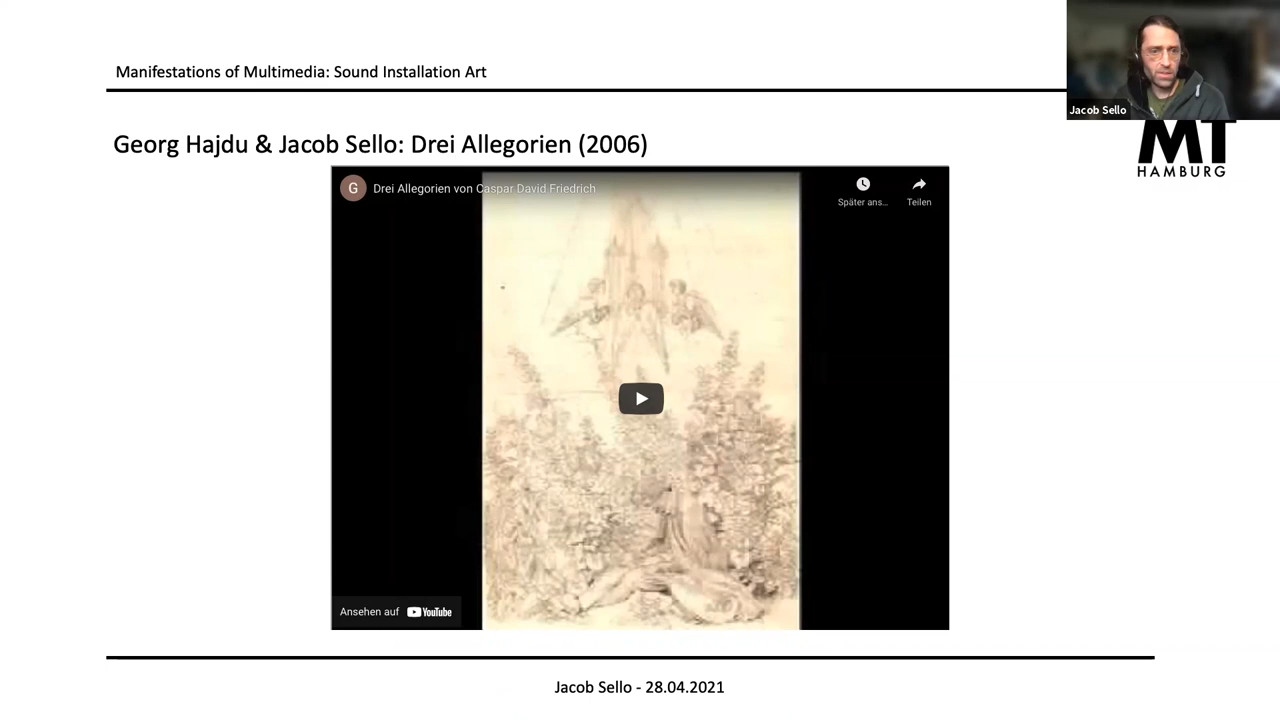 Manifestations of Multimedia: Sound Installation Art
Jacob Sello
MT
HAMBURG
Georg Hajdu & Jacob Sello: Drei Allegorien (2006)
G
Drei Allegorien von Caspar David Friedrich
Später ans...
Teilen
Ansehen auf YouTube
Jacob Sello - 28.04.2021